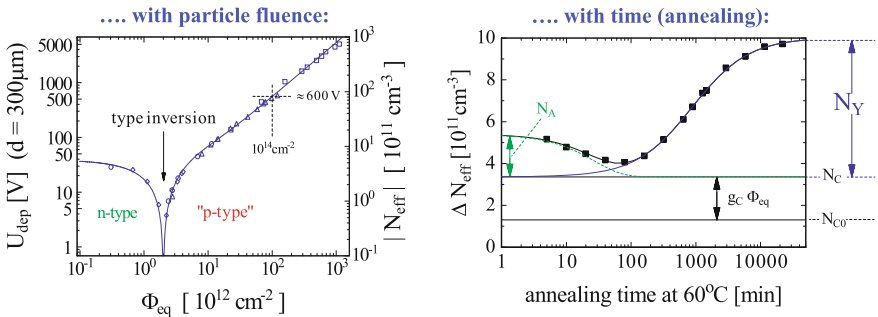 .... with particle fluence:
U_dep [V] (d = 300μm)
5000
1000
500
100
50
10
5
1
type inversion
10^14cm^-2
≈600 V
n-type
"p-type"
10^3
10^2
10^1
10^0
10^-1
| N_eff | [ 10^11 cm^-3 ]
10^-1 10^0 10^1 10^2 10^3
Φ_eq [ 10^12 cm^-2 ]
.... with time (annealing):
Δ N_eff [10^11 cm^-3]
10
8
6
4
2
0
N_A
N_Y
N_C
g_C Φ_eq
N_C0
1 10 100 1000 10000
annealing time at 60°C [min]